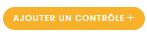 AJOUTER UN CONTRÔLE +